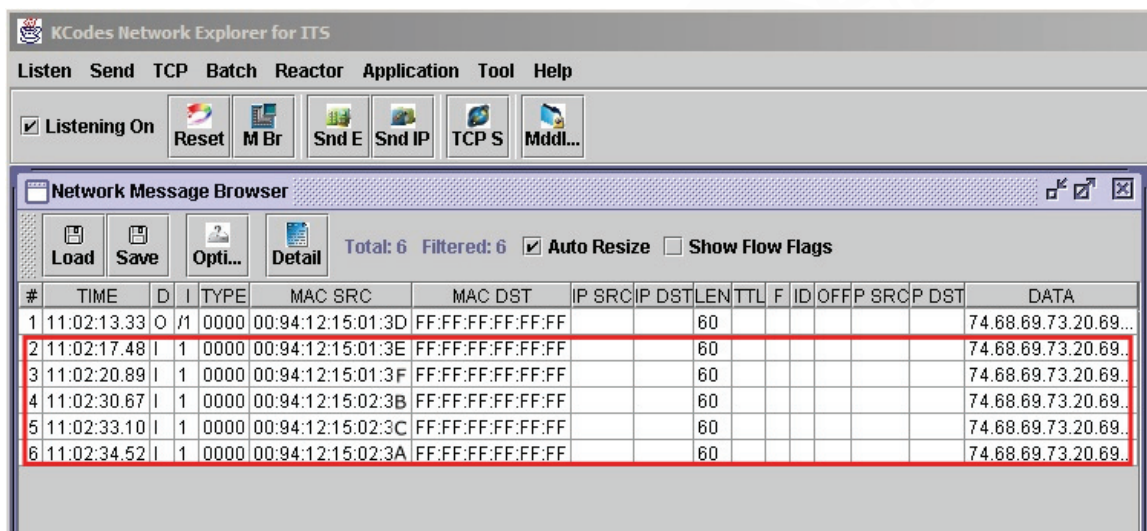 KCodes Network Explorer for ITS
Listen Send TCP Batch Reactor Application Tool Help
Listening On Reset M Br Snd E Snd IP TCP S Mddl...
Network Message Browser
Load Save Opti... Detail Total: 6 Filtered: 6 Auto Resize Show Flow Flags
# TIME D I TYPE MAC SRC MAC DST IP SRC IP DST LEN TTL F ID OFF P SRC P DST DATA
1 11:02:13.33 O /1 0000 00:94:12:15:01:3D FF:FF:FF:FF:FF:FF 60 74.68.69.73.20.69..
2 11:02:17.48 I 1 0000 00:94:12:15:01:3E FF:FF:FF:FF:FF:FF 60 74.68.69.73.20.69..
3 11:02:20.89 I 1 0000 00:94:12:15:01:3F FF:FF:FF:FF:FF:FF 60 74.68.69.73.20.69..
4 11:02:30.67 I 1 0000 00:94:12:15:02:3B FF:FF:FF:FF:FF:FF 60 74.68.69.73.20.69..
5 11:02:33.10 I 1 0000 00:94:12:15:02:3C FF:FF:FF:FF:FF:FF 60 74.68.69.73.20.69..
6 11:02:34.52 I 1 0000 00:94:12:15:02:3A FF:FF:FF:FF:FF:FF 60 74.68.69.73.20.69..